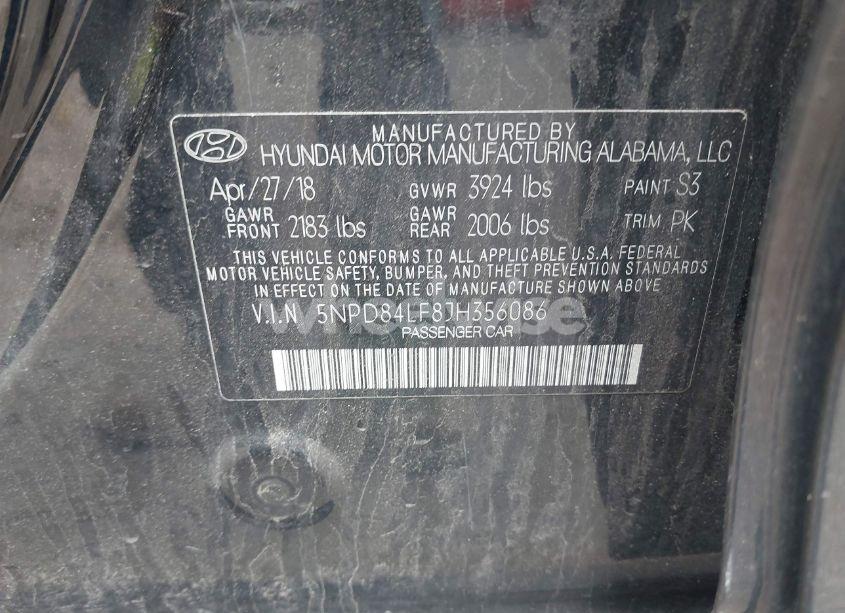 MANUFACTURED BY
HYUNDAI MOTOR MANUFACTURING ALABAMA, LLC
Apr/27/18 GVWR 3924 lbs PAINT S3
GAWR FRONT 2183 lbs GAWR REAR 2006 lbs TRIM PK
THIS VEHICLE CONFORMS TO ALL APPLICABLE U.S.A. FEDERAL
MOTOR VEHICLE SAFETY, BUMPER, AND THEFT PREVENTION STANDARDS
IN EFFECT ON THE DATE OF MANUFACTURE SHOWN ABOVE.
V.I.N 5NPD84LF8JH356086
PASSENGER CAR